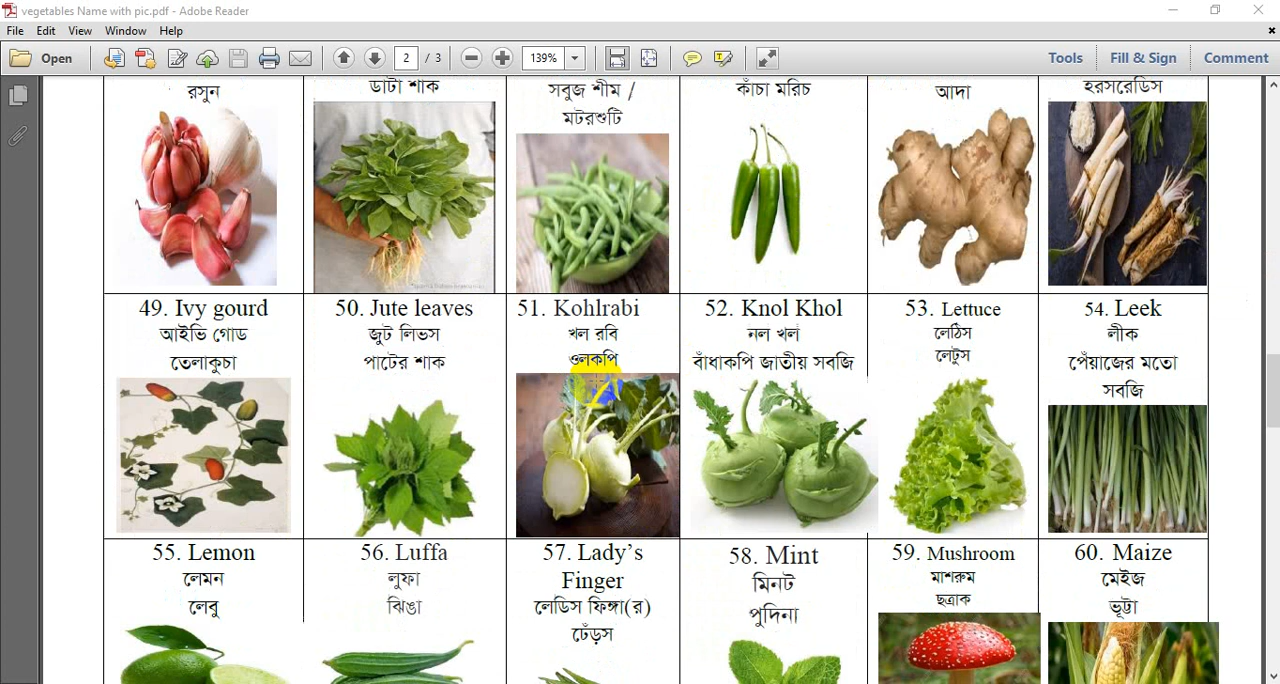 vegetables Name with pic.pdf - Adobe Reader
File Edit View Window Help
Open 2 / 3 139% Tools Fill & Sign Comment
রসুন
ডাটা শাক
সবুজ শীম /
মটরশুটি
কাঁচা মরিচ
আদা
হরসরেডিস
49. Ivy gourd
আইভি গোড
তেলাকুচা
50. Jute leaves
জুট লিভস
পাটের শাক
51. Kohlrabi
খল রবি
ওলকপি
52. Knol Khol
নল খল
বাঁধাকপি জাতীয় সবজি
53. Lettuce
লেঠিস
লেটুস
54. Leek
লীক
পেঁয়াজের মতো
সবজি
55. Lemon
লেমন
লেবু
56. Luffa
লুফা
ঝিঙা
57. Lady’s
Finger
লেডিস ফিঙ্গা(র)
ঢেঁড়স
58. Mint
মিনট
পুদিনা
59. Mushroom
মাশরুম
ছত্রাক
60. Maize
মেইজ
ভূট্টা